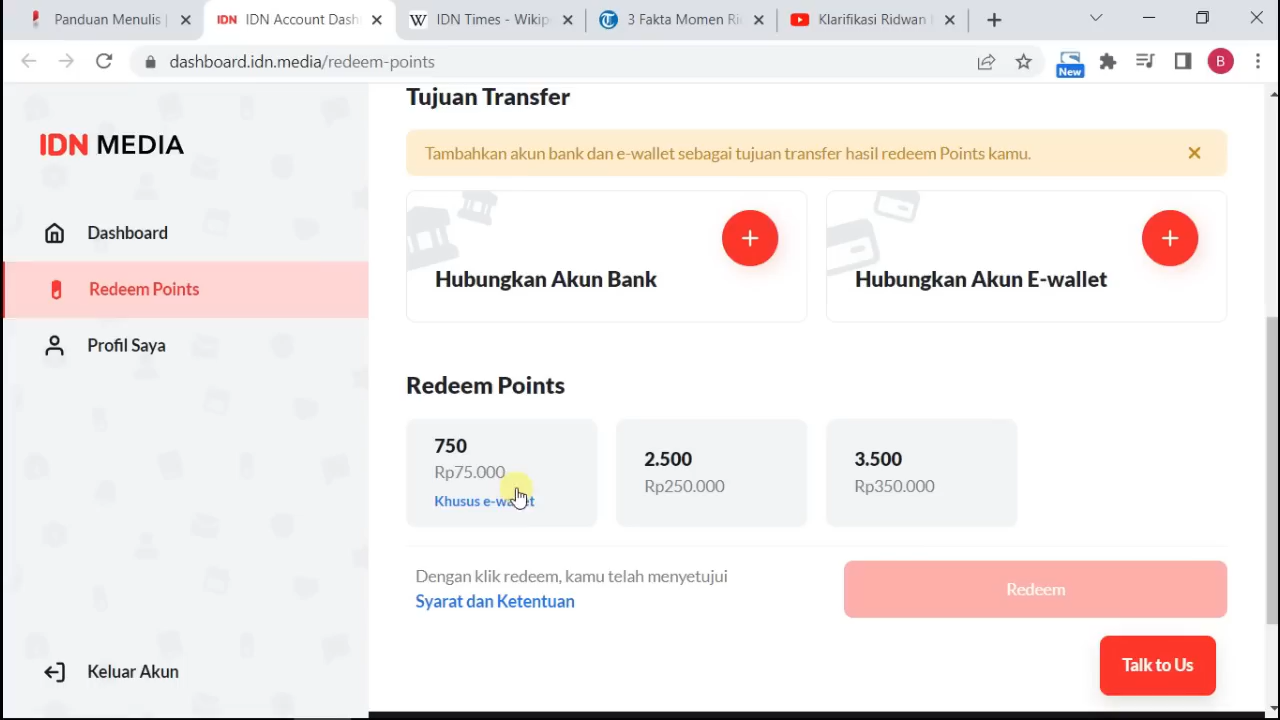 Panduan Menulis |
IDN
IDN Account Dash
W
IDN Times - Wikip
3 Fakta Momen Ri
Klarifikasi Ridwan
dashboard.idn.media/redeem-points
New
B
IDN MEDIA
Dashboard
Redeem Points
Profil Saya
Keluar Akun
Tujuan Transfer
Tambahkan akun bank dan e-wallet sebagai tujuan transfer hasil redeem Points kamu.
Hubungkan Akun Bank
Hubungkan Akun E-wallet
Redeem Points
750
Rp75.000
Khusus e-wallet
2.500
Rp250.000
3.500
Rp350.000
Dengan klik redeem, kamu telah menyetujui
Syarat dan Ketentuan
Redeem
Talk to Us